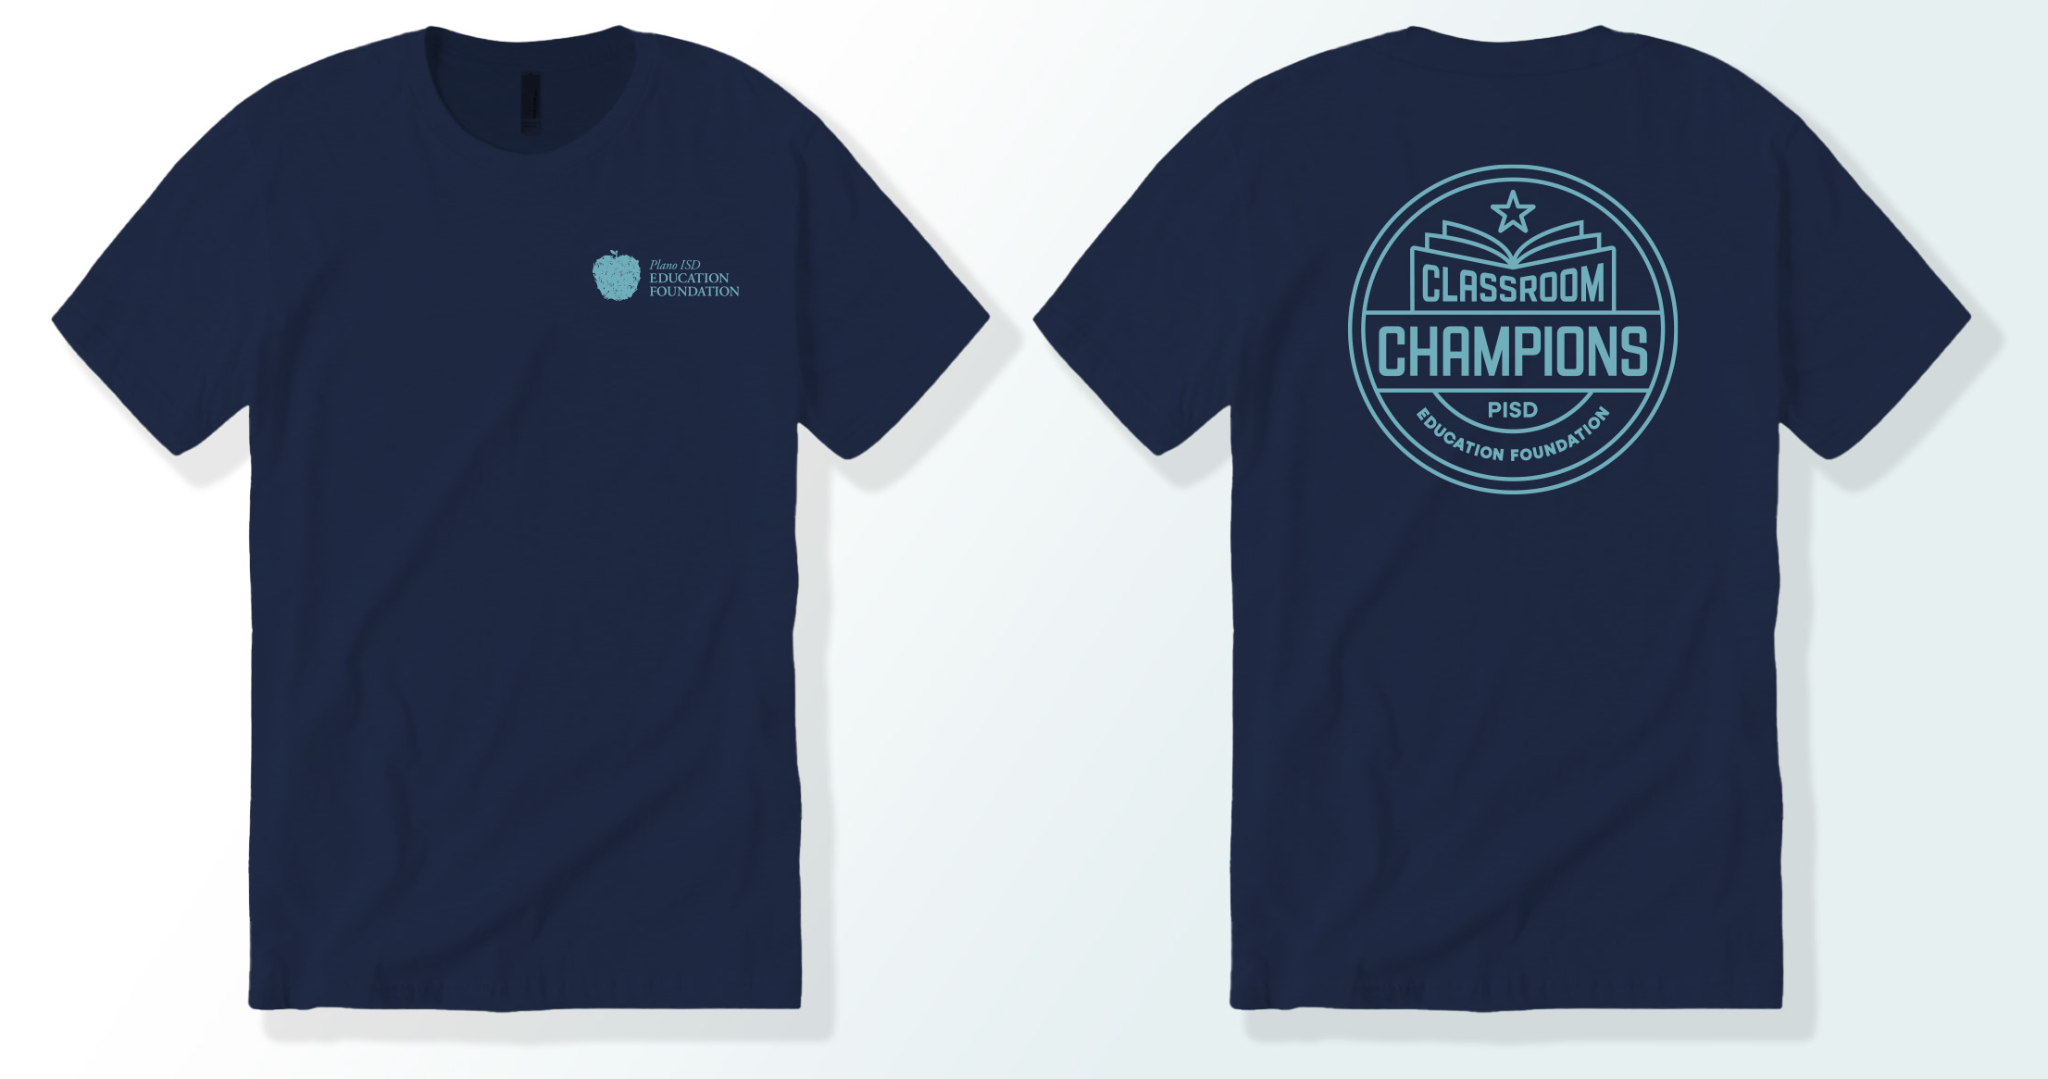 Plano ISD
EDUCATION
FOUNDATION
CLASSROOM
CHAMPIONS
PISD
EDUCATION FOUNDATION